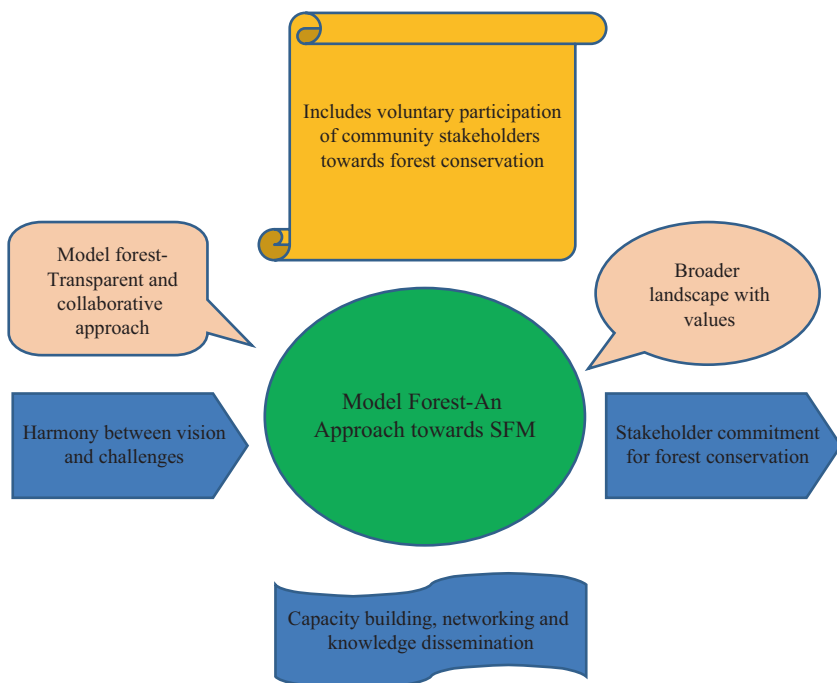 Includes voluntary participation
of community stakeholders
towards forest conservation
Model forest-
Transparent and
collaborative
approach
Broader
landscape with
values
Model Forest-An
Approach towards SFM
Harmony between vision
and challenges
Stakeholder commitment
for forest conservation
Capacity building, networking and
knowledge dissemination